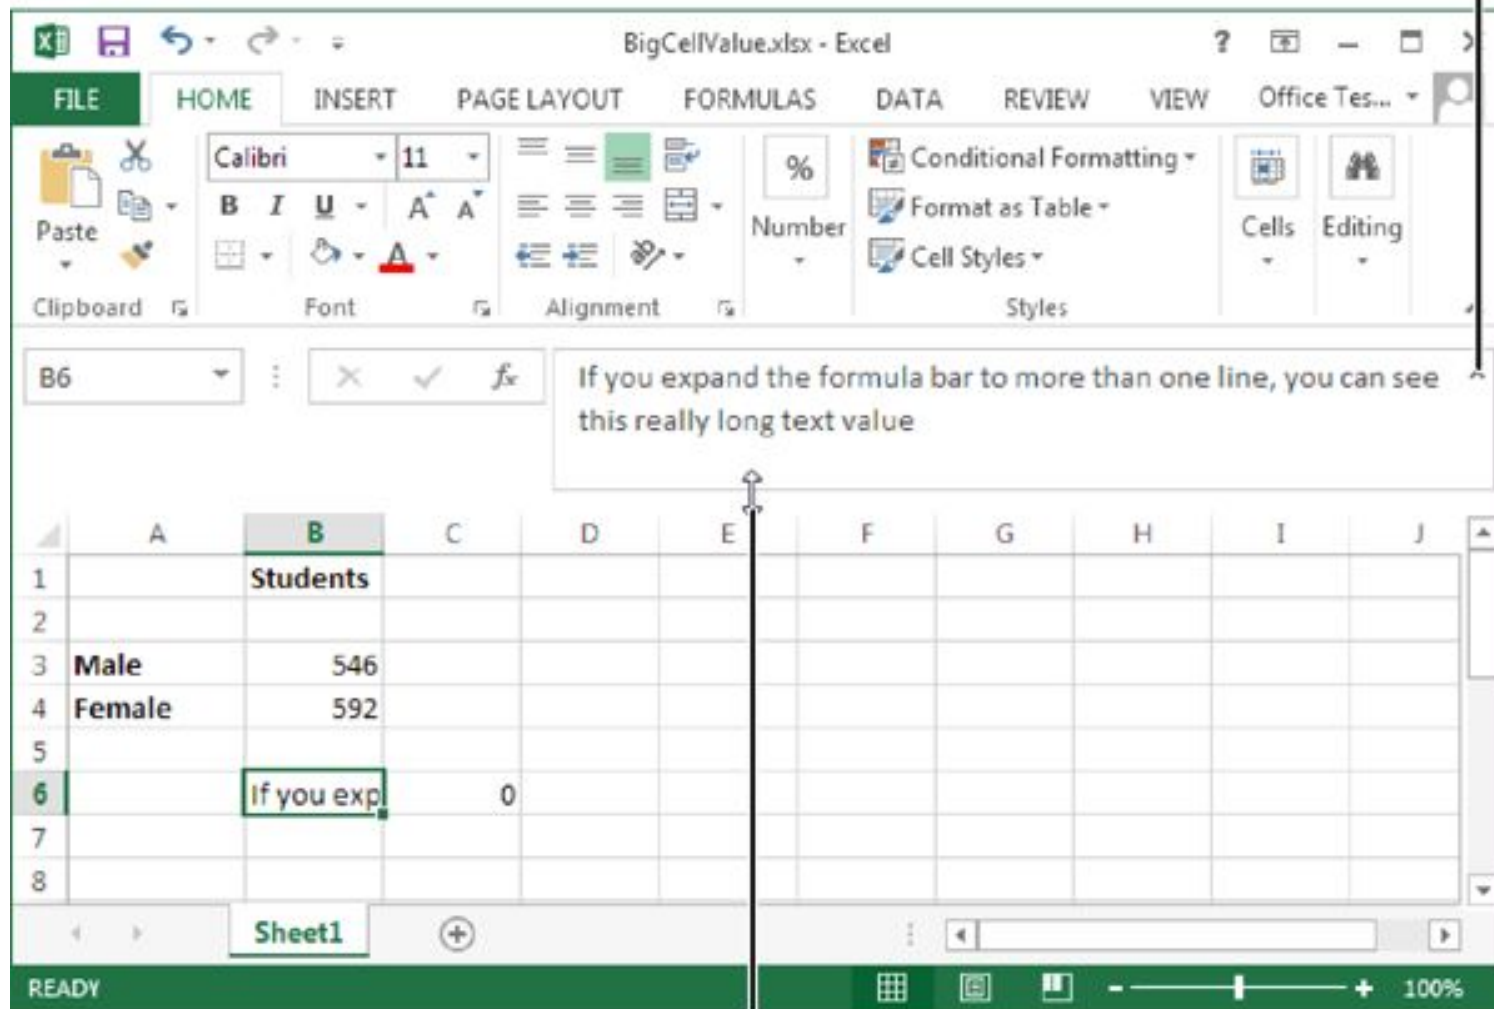 BigCellValue.xlsx - Excel
FILE HOME INSERT PAGE LAYOUT FORMULAS DATA REVIEW VIEW Office Tes...
Calibri 11 % Conditional Formatting
B I U A A Format as Table
Paste Number Cells Editing
A Cell Styles
Clipboard Font Alignment Styles
B6 fx If you expand the formula bar to more than one line, you can see
this really long text value
A B C D E F G H I J
1 Students
2
3 Male 546
4 Female 592
5
6 If you exp 0
7
8
Sheet1
READY 100%